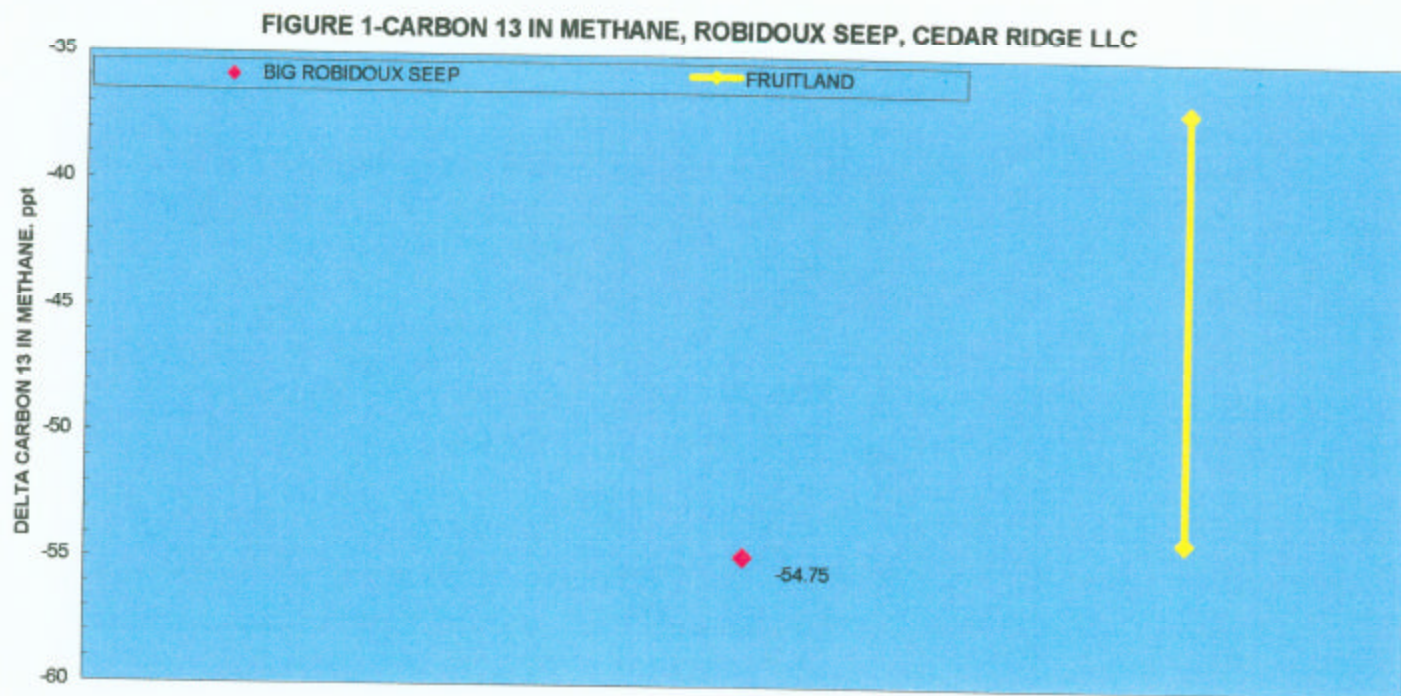 FIGURE 1-CARBON 13 IN METHANE, ROBIDOUX SEEP, CEDAR RIDGE LLC
BIG ROBIDOUX SEEP
FRUITLAND
DELTA CARBON 13 IN METHANE, ppt
-35
-40
-45
-50
-55
-60
-54.75